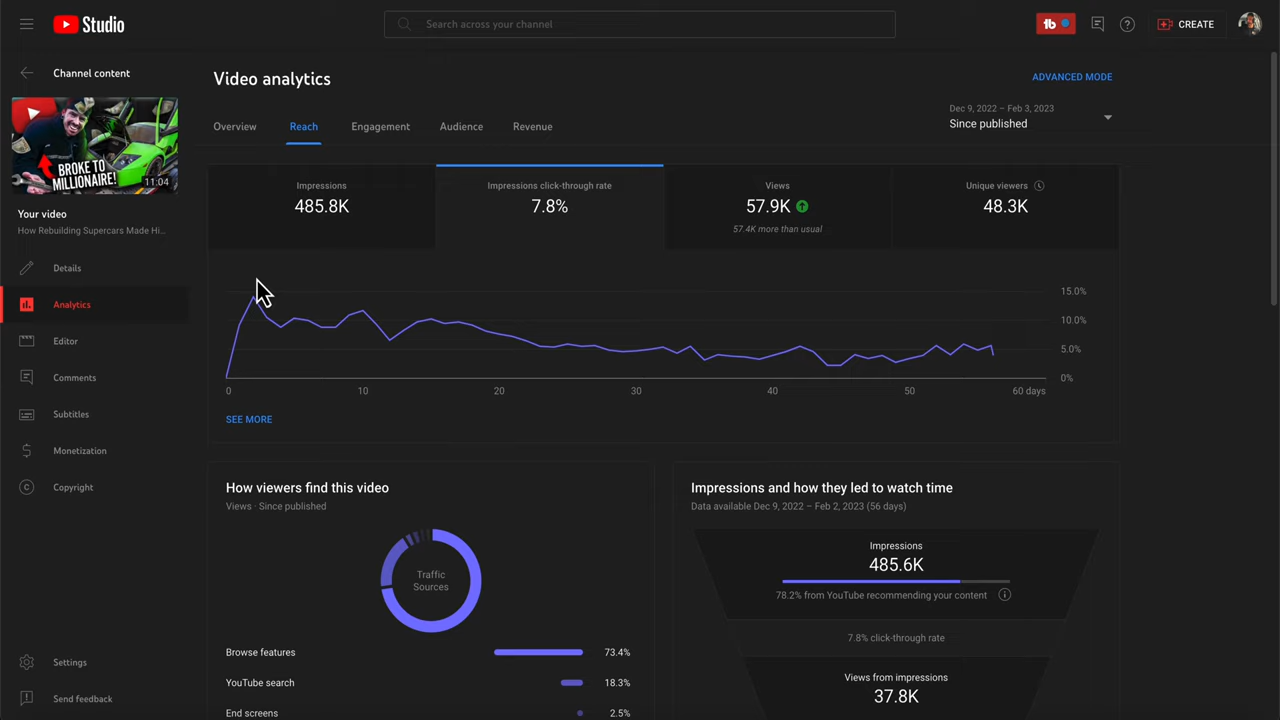 Studio
Search across your channel
tb
CREATE
Channel content
BROKE TO
MILLIONAIRE!
11:04
Your video
How Rebuilding Supercars Made Hi...
Details
Analytics
Editor
Comments
Subtitles
Monetization
Copyright
Settings
Send feedback
Video analytics
ADVANCED MODE
Overview
Reach
Engagement
Audience
Revenue
Dec 9, 2022 – Feb 3, 2023
Since published
Impressions
485.8K
Impressions click-through rate
7.8%
Views
57.9K
57.4K more than usual
Unique viewers
48.3K
15.0%
10.0%
5.0%
0%
0
10
20
30
40
50
60 days
SEE MORE
How viewers find this video
Views · Since published
Traffic
Sources
Browse features
73.4%
YouTube search
18.3%
End screens
2.5%
Impressions and how they led to watch time
Data available Dec 9, 2022 – Feb 2, 2023 (56 days)
Impressions
485.6K
78.2% from YouTube recommending your content
7.8% click-through rate
Views from impressions
37.8K